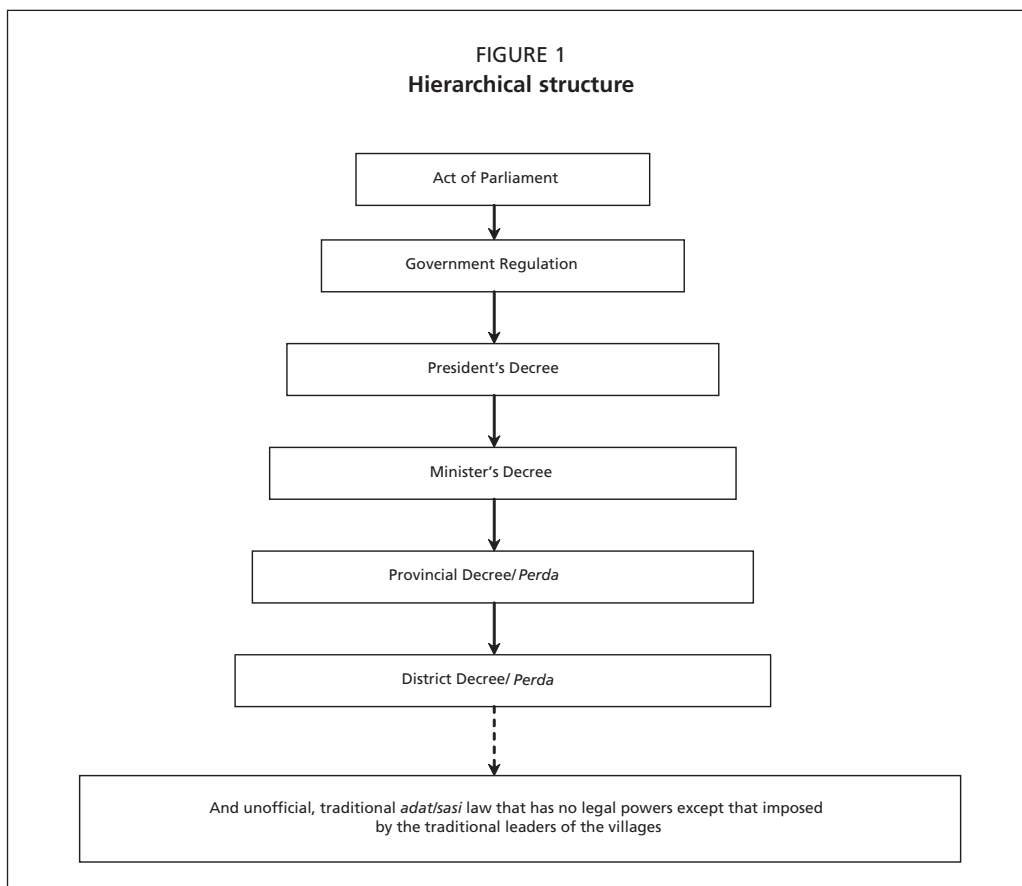 FIGURE 1
Hierarchical structure
Act of Parliament
Government Regulation
President's Decree
Minister's Decree
Provincial Decree/ Perda
District Decree/ Perda
And unofficial, traditional adat/sasi law that has no legal powers except that imposed
by the traditional leaders of the villages